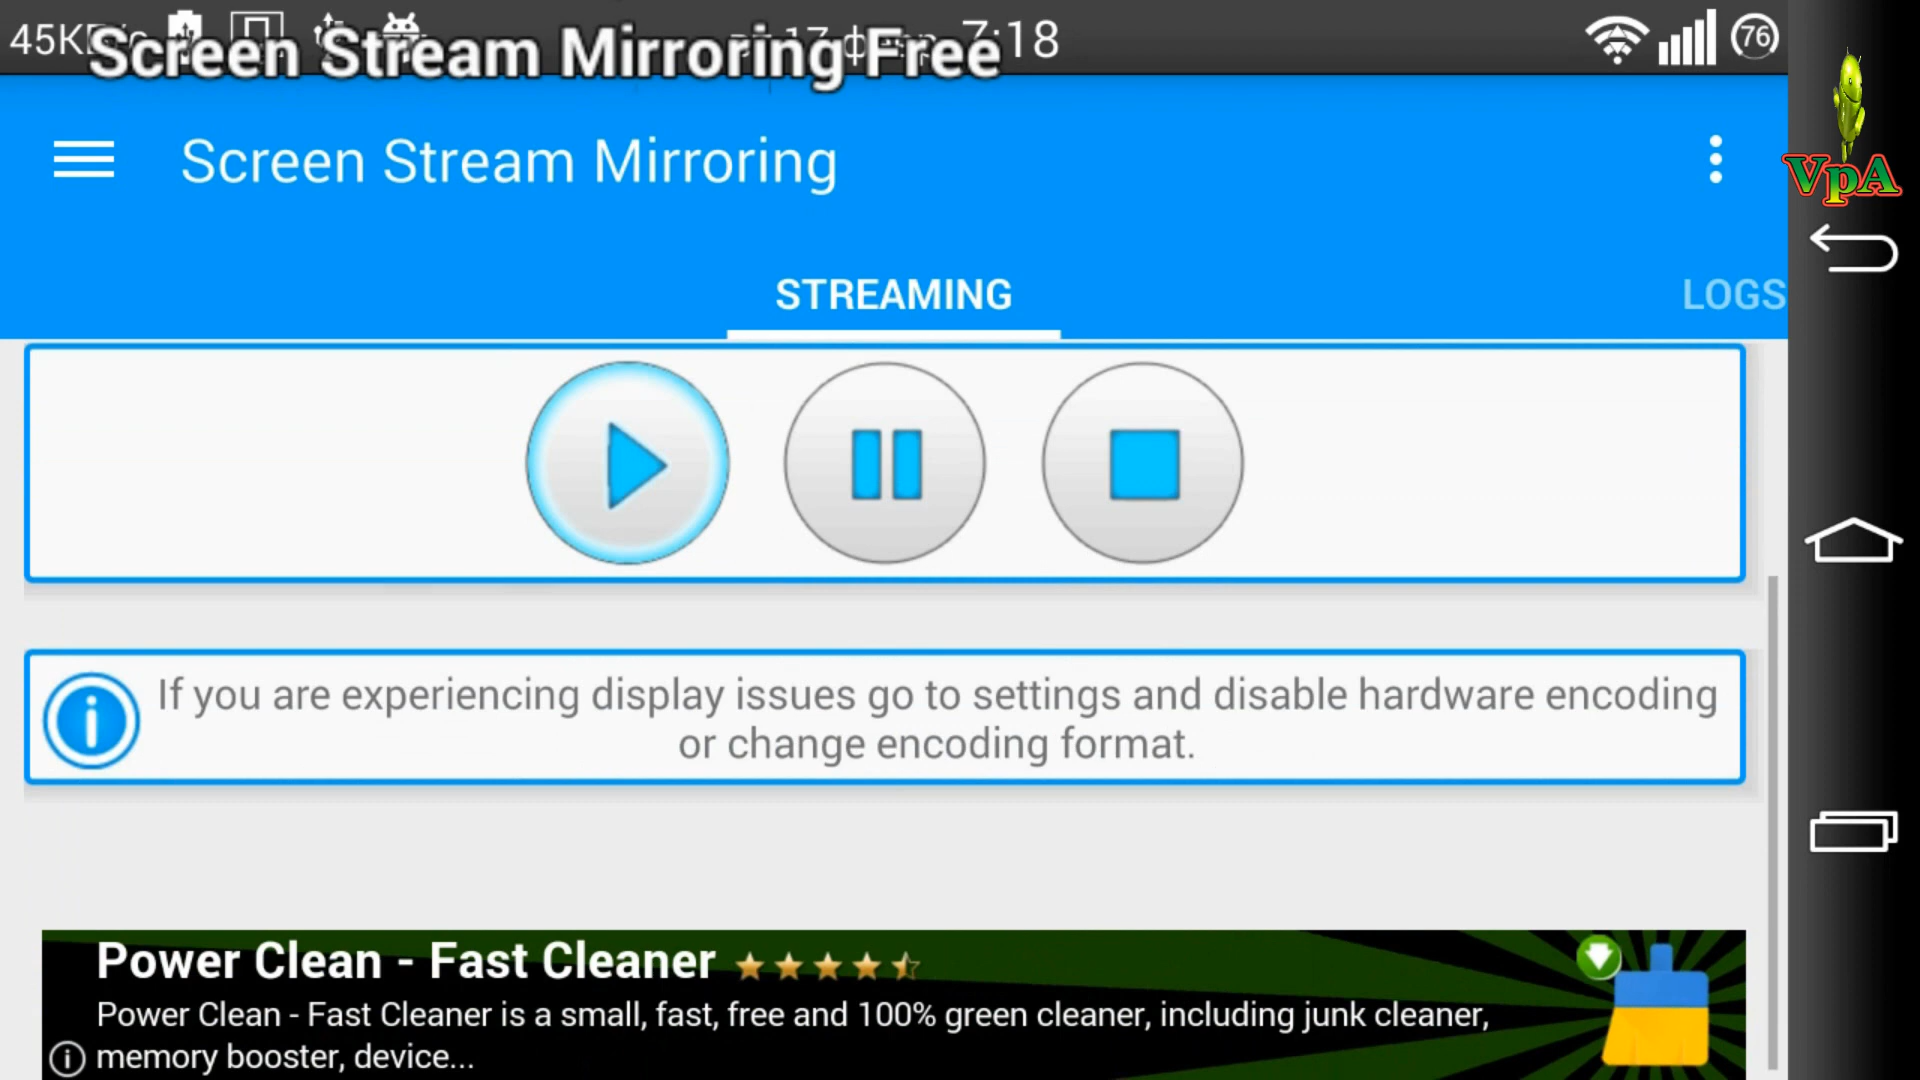 Screen Stream Mirroring Free
7:18
76
VpA
Screen Stream Mirroring
STREAMING
LOGS
If you are experiencing display issues go to settings and disable hardware encoding
or change encoding format.
Power Clean - Fast Cleaner
Power Clean - Fast Cleaner is a small, fast, free and 100% green cleaner, including junk cleaner,
memory booster, device...